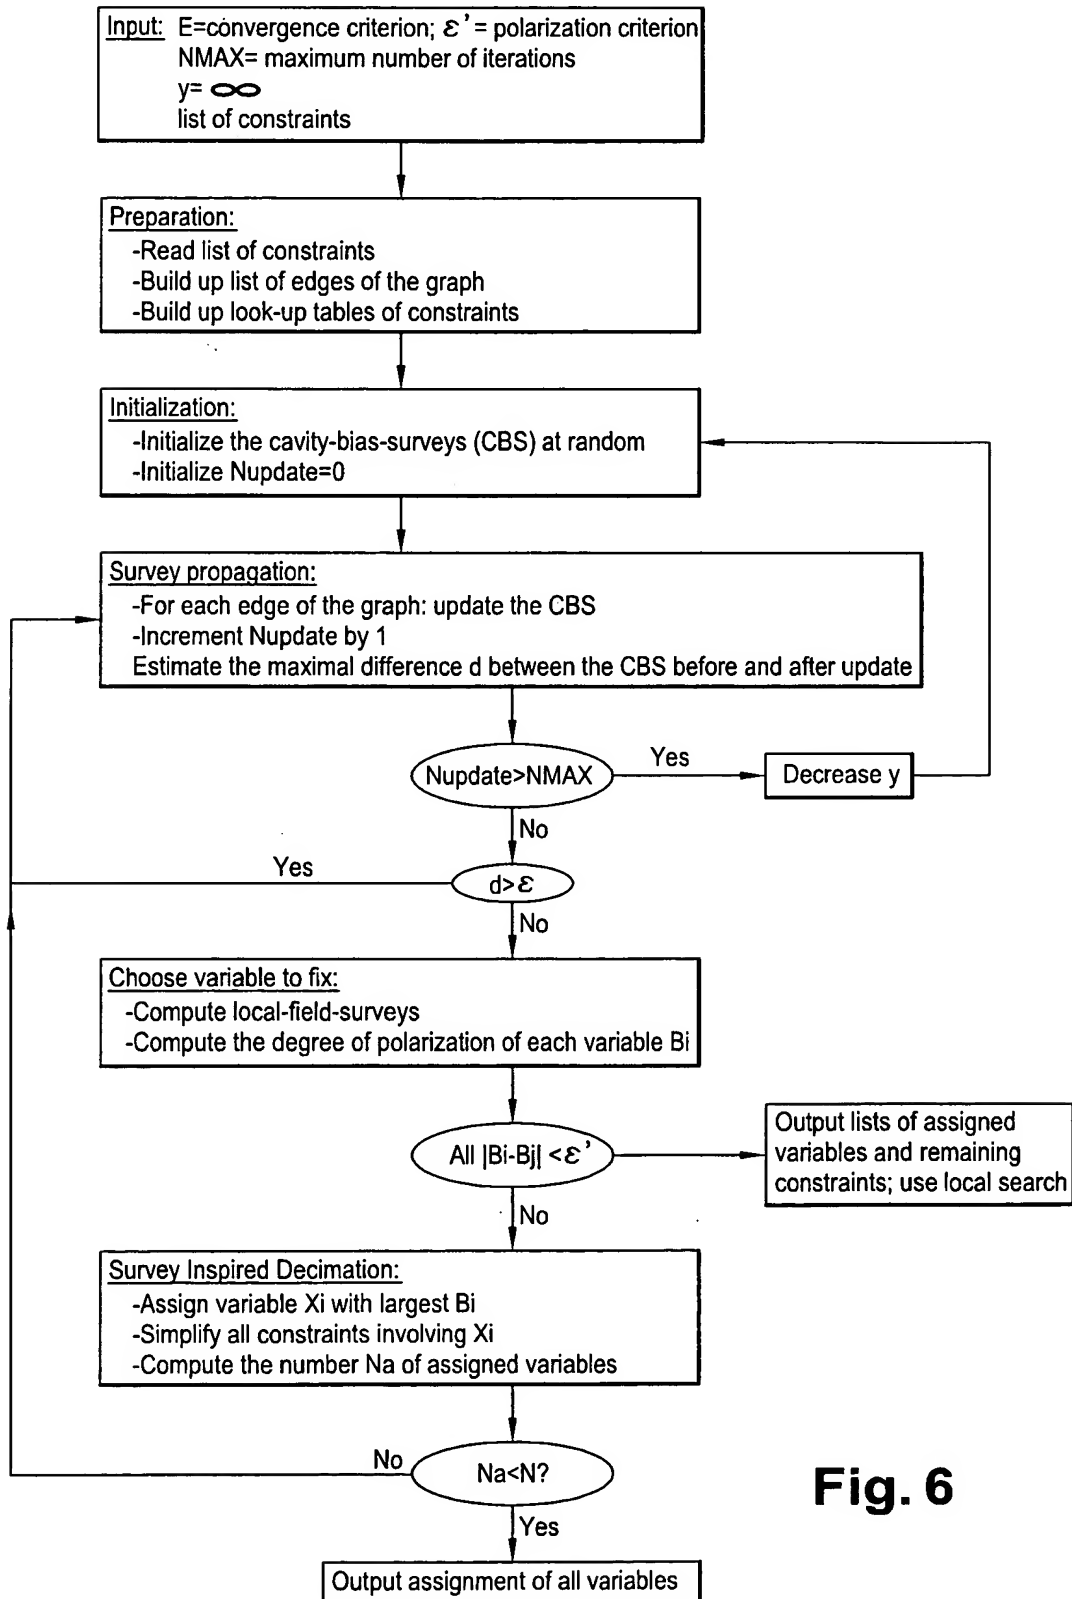 Input: E=convergence criterion; ε’= polarization criterion
NMAX= maximum number of iterations
y= ∞
list of constraints
Preparation:
-Read list of constraints
-Build up list of edges of the graph
-Build up look-up tables of constraints
Initialization:
-Initialize the cavity-bias-surveys (CBS) at random
-Initialize Nupdate=0
Survey propagation:
-For each edge of the graph: update the CBS
-Increment Nupdate by 1
Estimate the maximal difference d between the CBS before and after update
Nupdate>NMAX
Yes
Decrease y
No
Yes
d>ε
No
Choose variable to fix:
-Compute local-field-surveys
-Compute the degree of polarization of each variable Bi
All |Bi-Bj| <ε’
Output lists of assigned
variables and remaining
constraints; use local search
No
Survey Inspired Decimation:
-Assign variable Xi with largest Bi
-Simplify all constraints involving Xi
-Compute the number Na of assigned variables
No
Na<N?
Yes
Output assignment of all variables
Fig. 6